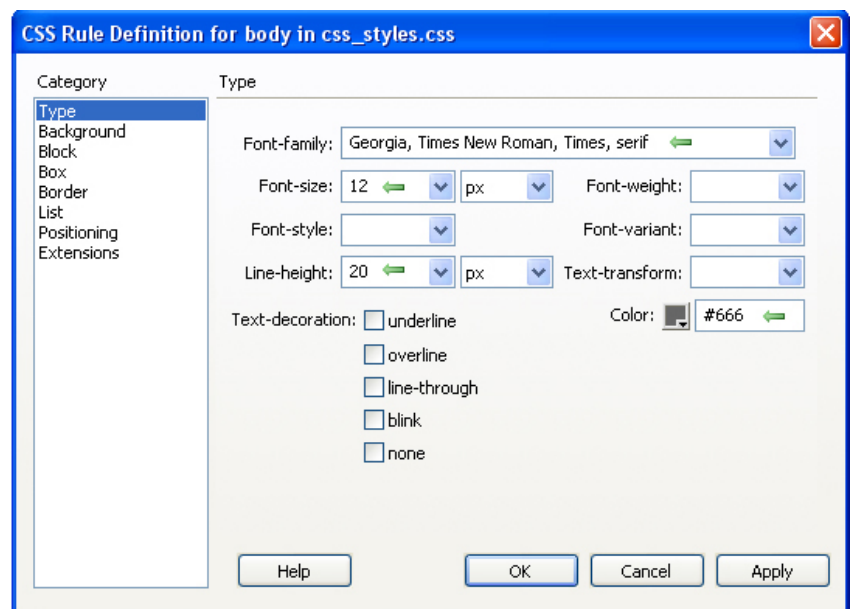 CSS Rule Definition for body in css_styles.css
Category
Type
Type
Background
Block
Box
Border
List
Positioning
Extensions
Font-family: Georgia, Times New Roman, Times, serif
Font-size: 12 px Font-weight:
Font-style: Font-variant:
Line-height: 20 px Text-transform:
Text-decoration: underline Color: #666
overline
line-through
blink
none
Help OK Cancel Apply